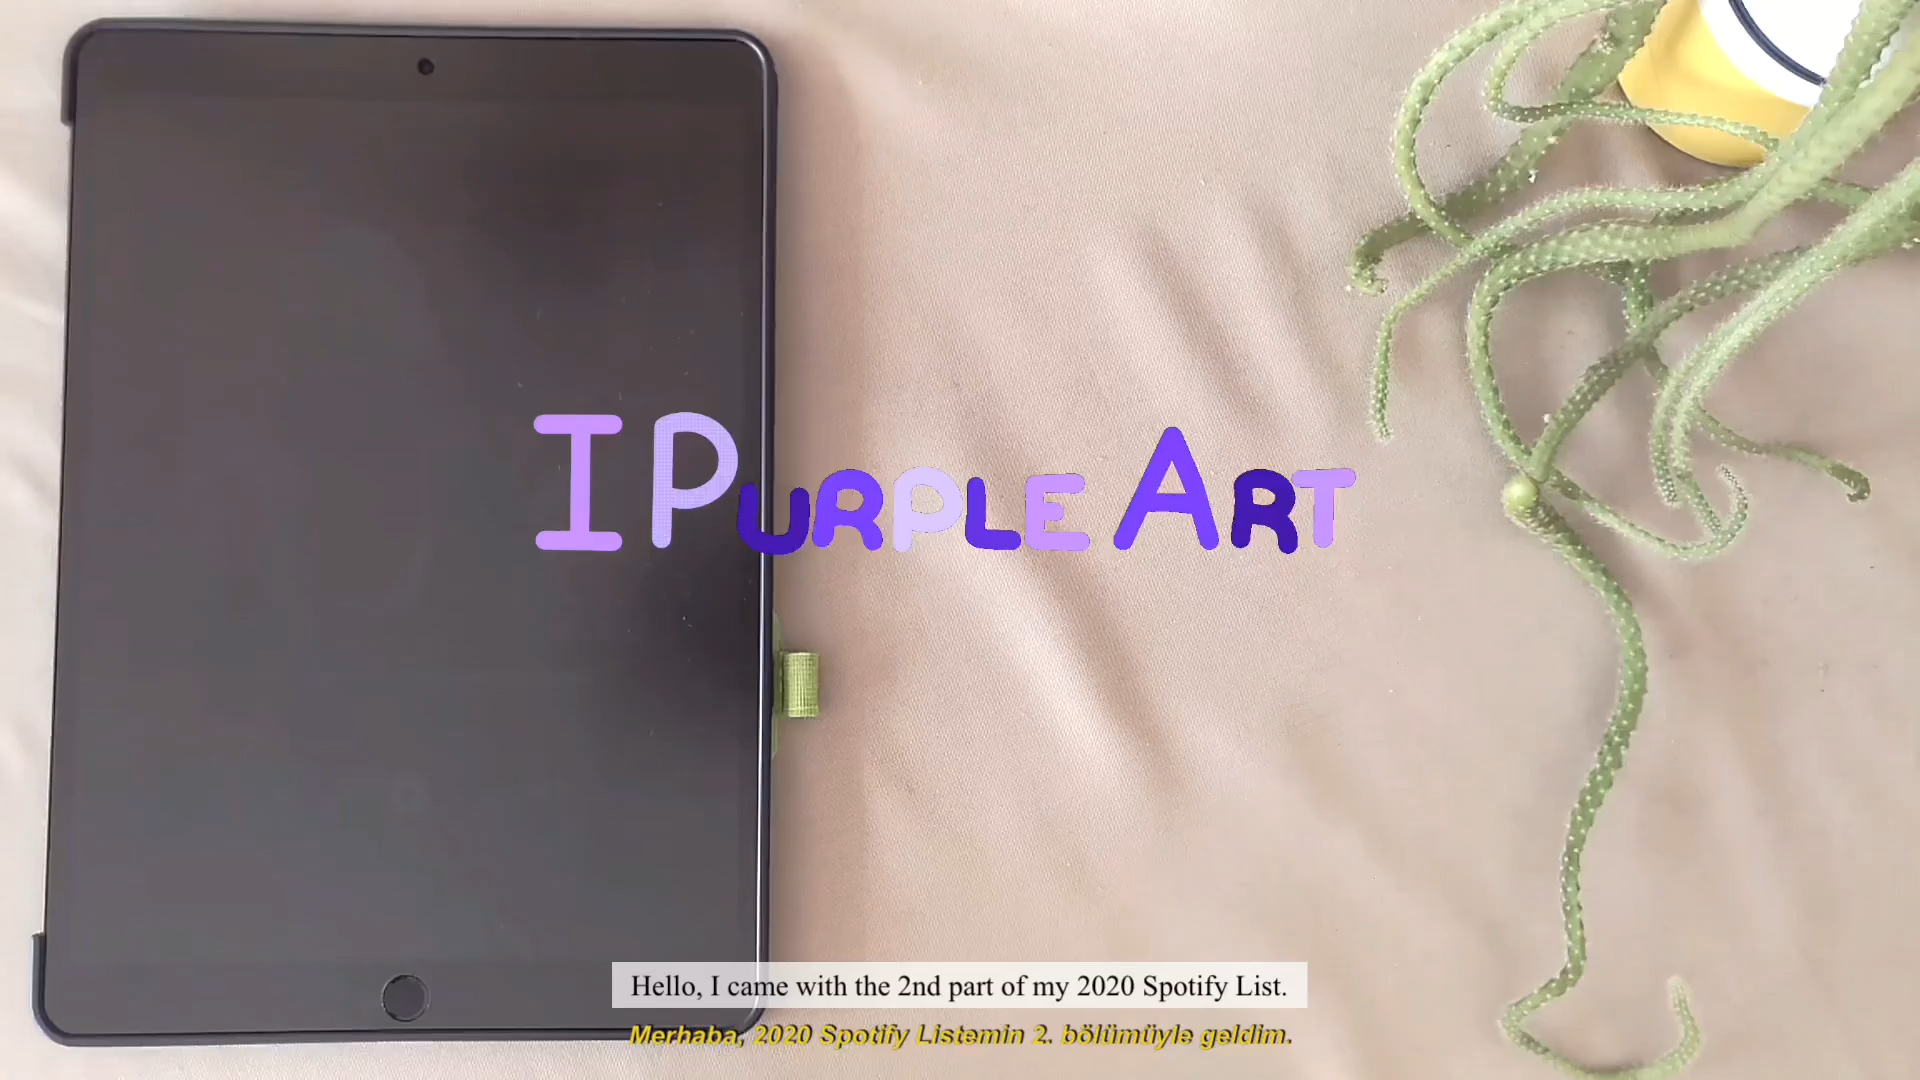 I PURPLE ART
Hello, I came with the 2nd part of my 2020 Spotify List.
Merhaba, 2020 Spotify Listemin 2. bölümüyle geldim.